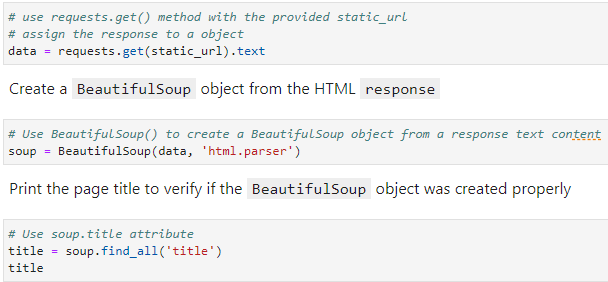 # use requests.get() method with the provided static_url
# assign the response to a object
data = requests.get(static_url).text
Create a BeautifulSoup object from the HTML response
# Use BeautifulSoup() to create a BeautifulSoup object from a response text content
soup = BeautifulSoup(data, 'html.parser')
Print the page title to verify if the BeautifulSoup object was created properly
# Use soup.title attribute
title = soup.find_all('title')
title